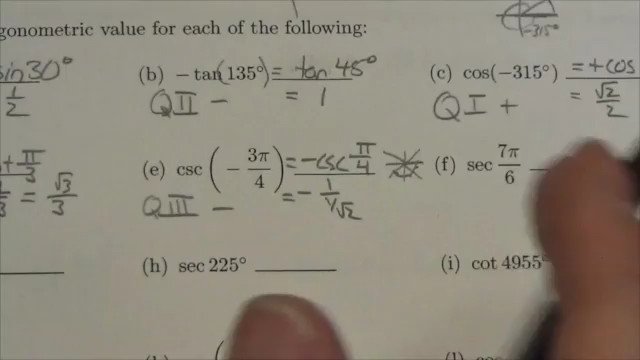 gonometric value for each of the following:
-315°
sin 30° (b) − tan(135°) = tan 45° (c) cos(−315°) = + cos
1/2 QII − = 1 QI + = √2/2
+ π/3 (e) csc(− 3π/4) = − csc π/4 (f) sec 7π/6
= √3/3 QIII − = − 1/1/√2
(h) sec 225° (i) cot 4955°